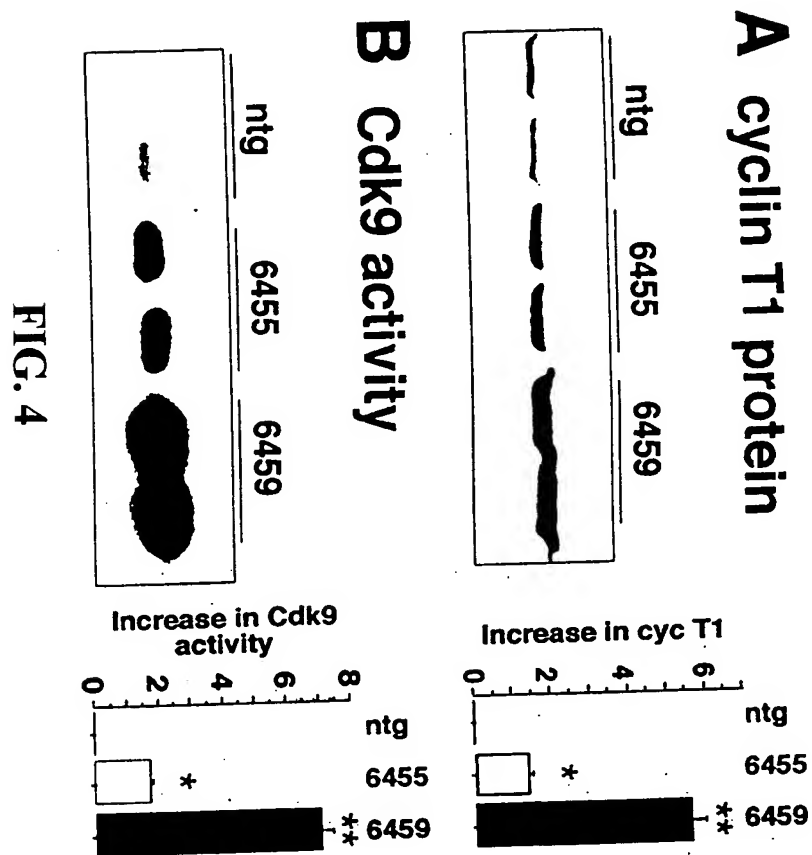 A cyclin T1 protein
ntg 6455 6459
Increase in cyc T1
0 2 4 6
ntg 6455 6459
* **
B Cdk9 activity
ntg 6455 6459
Increase in Cdk9
activity
0 2 4 6 8
ntg 6455 6459
* **
FIG. 4